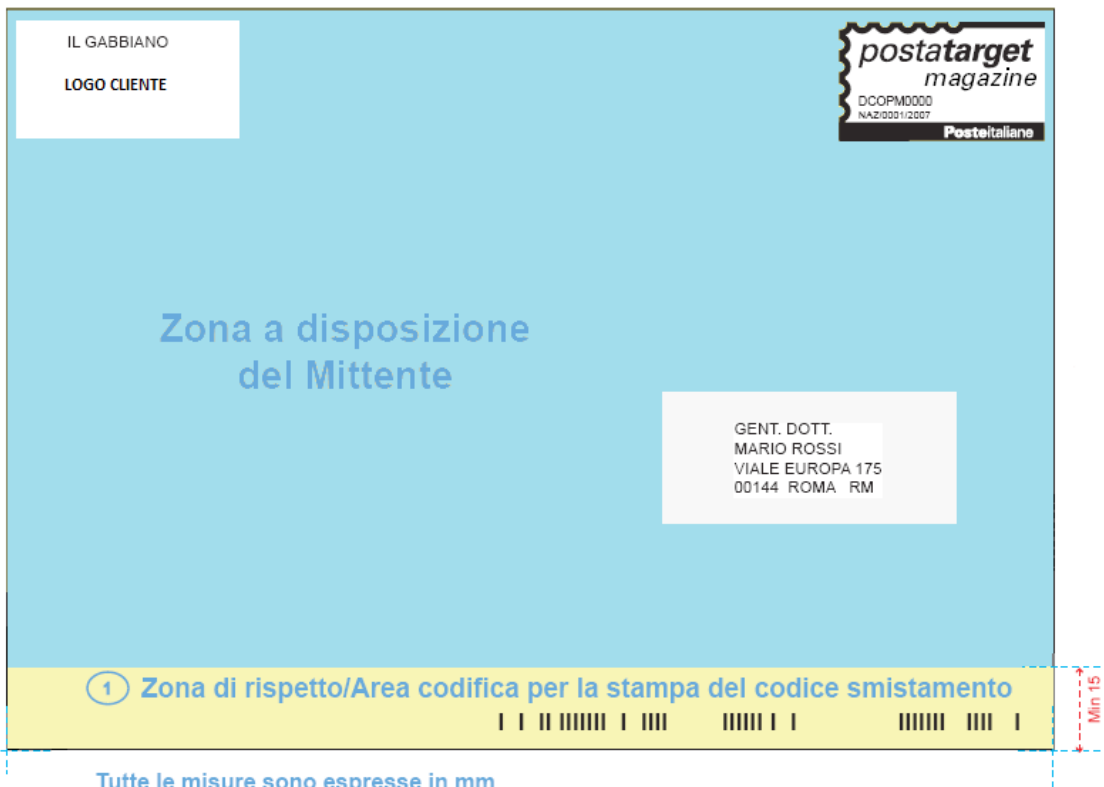 IL GABBIANO
LOGO CLIENTE
postatarget
magazine
DCOPM0000
NAZ/0001/2007
Posteitaliane
Zona a disposizione
del Mittente
GENT. DOTT.
MARIO ROSSI
VIALE EUROPA 175
00144 ROMA RM
1 Zona di rispetto/Area codifica per la stampa del codice smistamento
Min 15
Tutte le misure sono espresse in mm